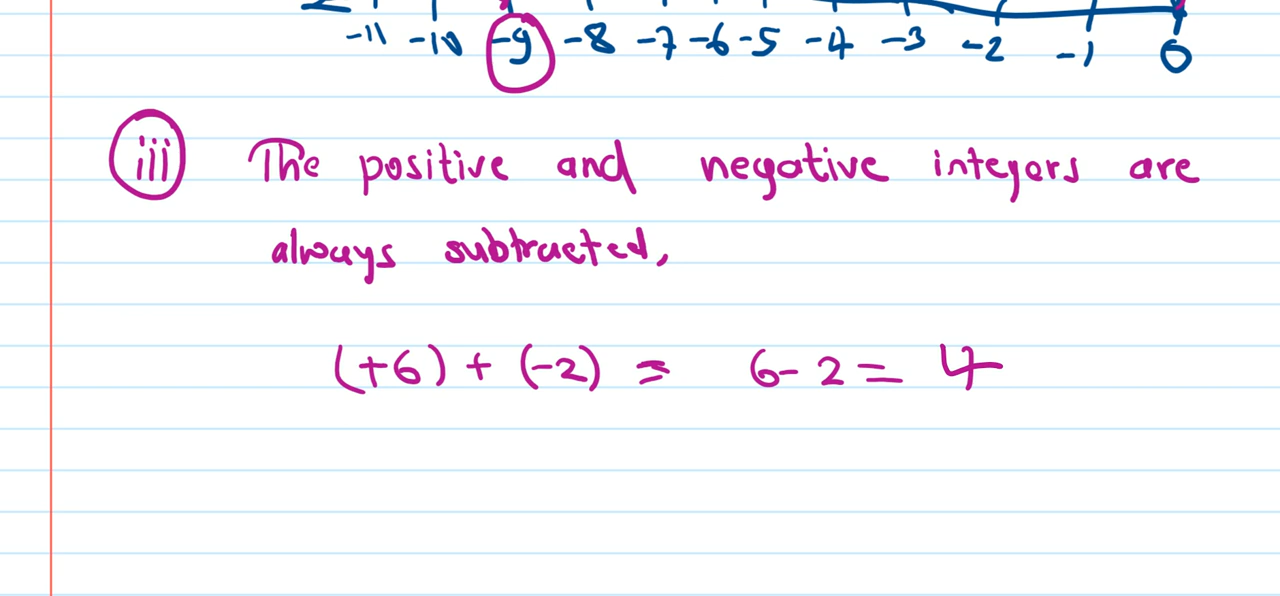 -11 -10 -9 -8 -7 -6 -5 -4 -3 -2 -1 0
iii The positive and negative integers are
always subtracted,
(+6) + (-2) = 6-2 = 4